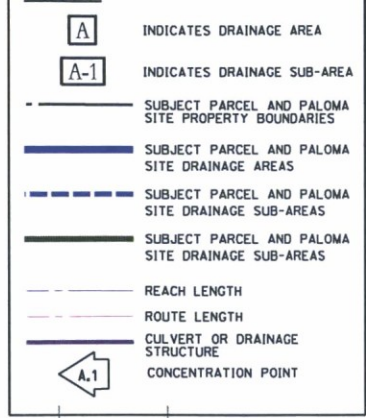 A INDICATES DRAINAGE AREA
A-1 INDICATES DRAINAGE SUB-AREA
SUBJECT PARCEL AND PALOMA
SITE PROPERTY BOUNDARIES
SUBJECT PARCEL AND PALOMA
SITE DRAINAGE AREAS
SUBJECT PARCEL AND PALOMA
SITE DRAINAGE SUB-AREAS
SUBJECT PARCEL AND PALOMA
SITE DRAINAGE SUB-AREAS
REACH LENGTH
ROUTE LENGTH
CULVERT OR DRAINAGE
STRUCTURE
A.1 CONCENTRATION POINT